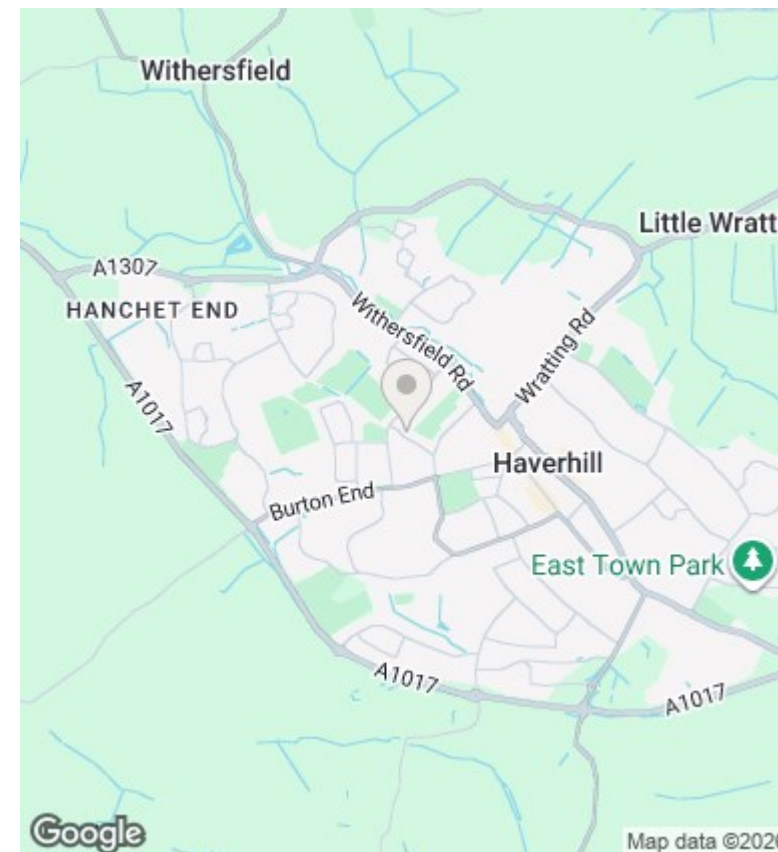 Withersfield
Little Wratt
A1307
HANCHET END
Withersfield Rd
Wratting Rd
A1017
Haverhill
Burton End
East Town Park
A1017
A1017
Google
Map data ©2020